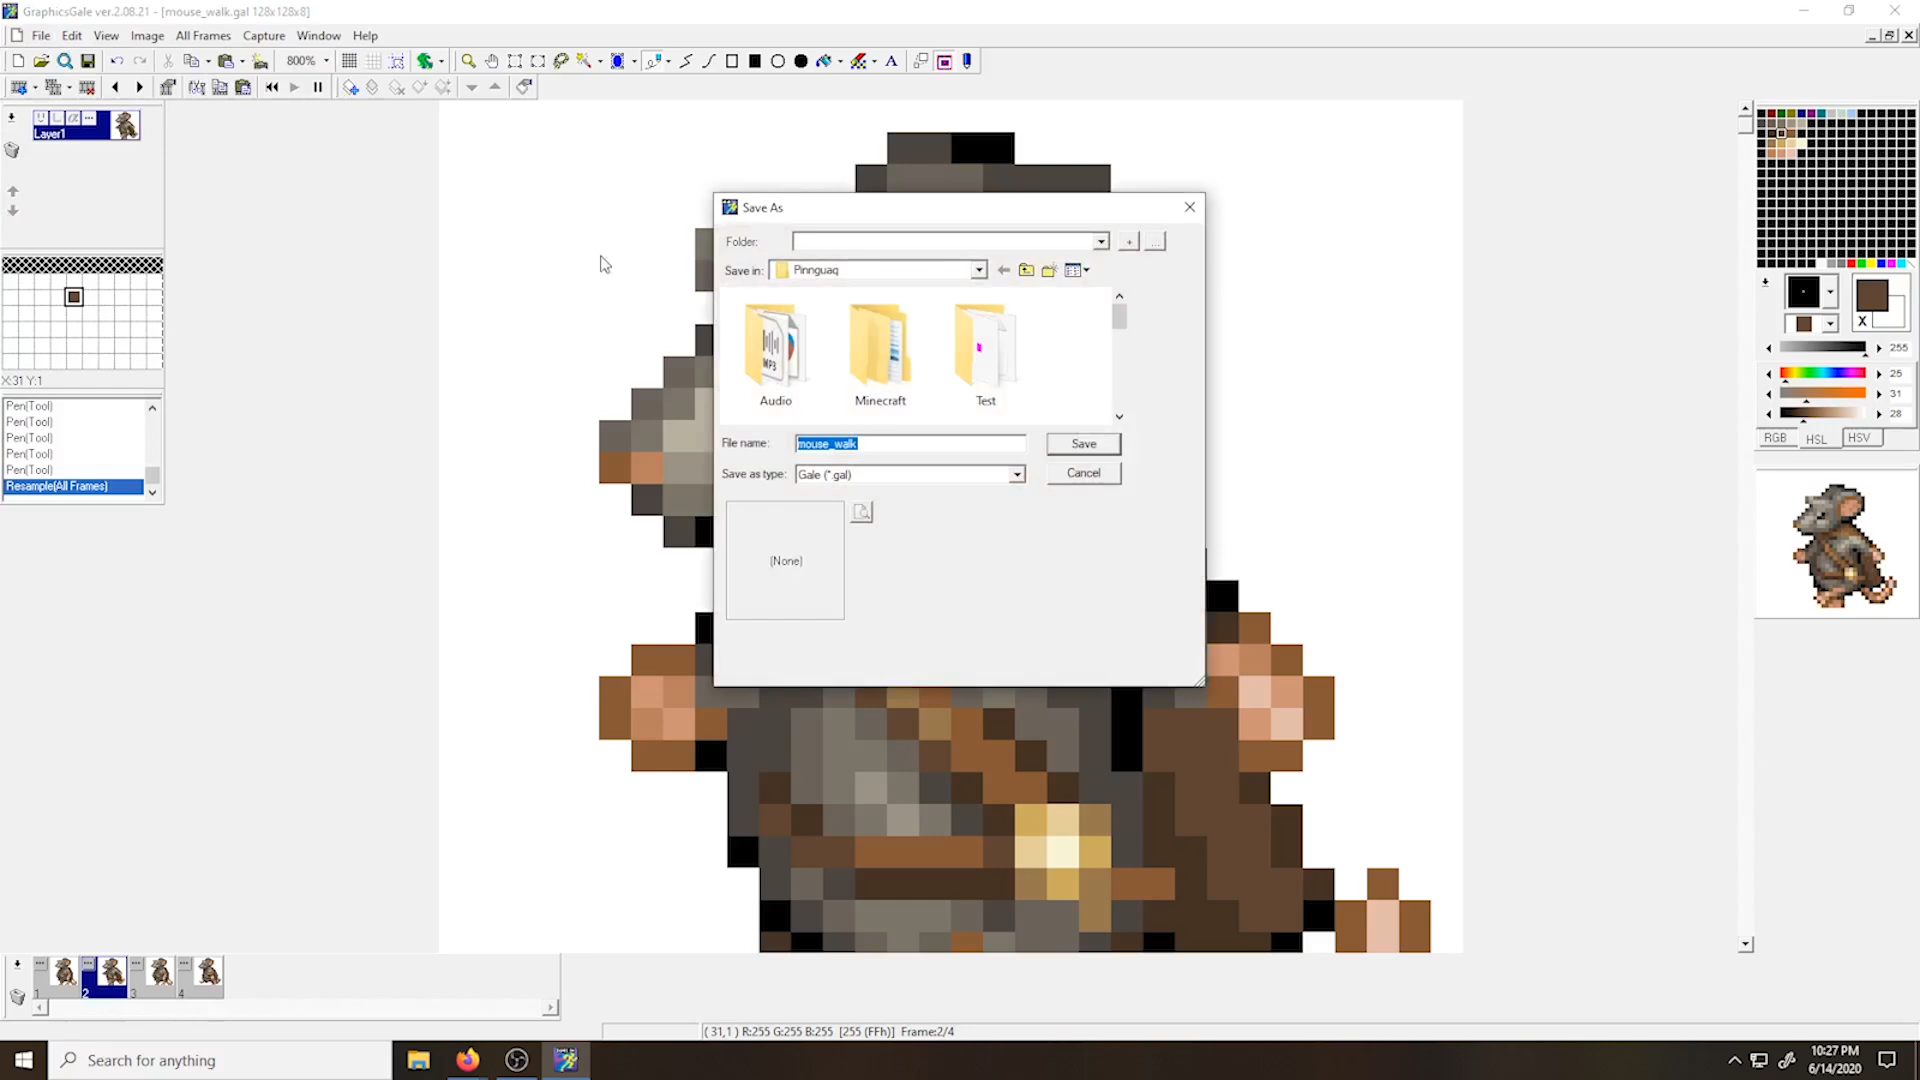 GraphicsGale ver.2.08.21 - [mouse_walk.gal 128x128x8]
File Edit View Image All Frames Capture Window Help
800%
Layer1
X:31 Y:1
Pen(Tool)
Pen(Tool)
Pen(Tool)
Pen(Tool)
Pen(Tool)
Resample(All Frames)
Save As
Folder:
+ ...
Save in: Pinnguaq
MP3
Audio Minecraft Test
File name: mouse_walk Save
Save as type: Gale (*.gal) Cancel
(None)
X
255
25
31
28
RGB HSL HSV
1 2 3 4
( 31,1 ) R:255 G:255 B:255 [255 (FFh)] Frame:2/4
Search for anything
10:27 PM
6/14/2020